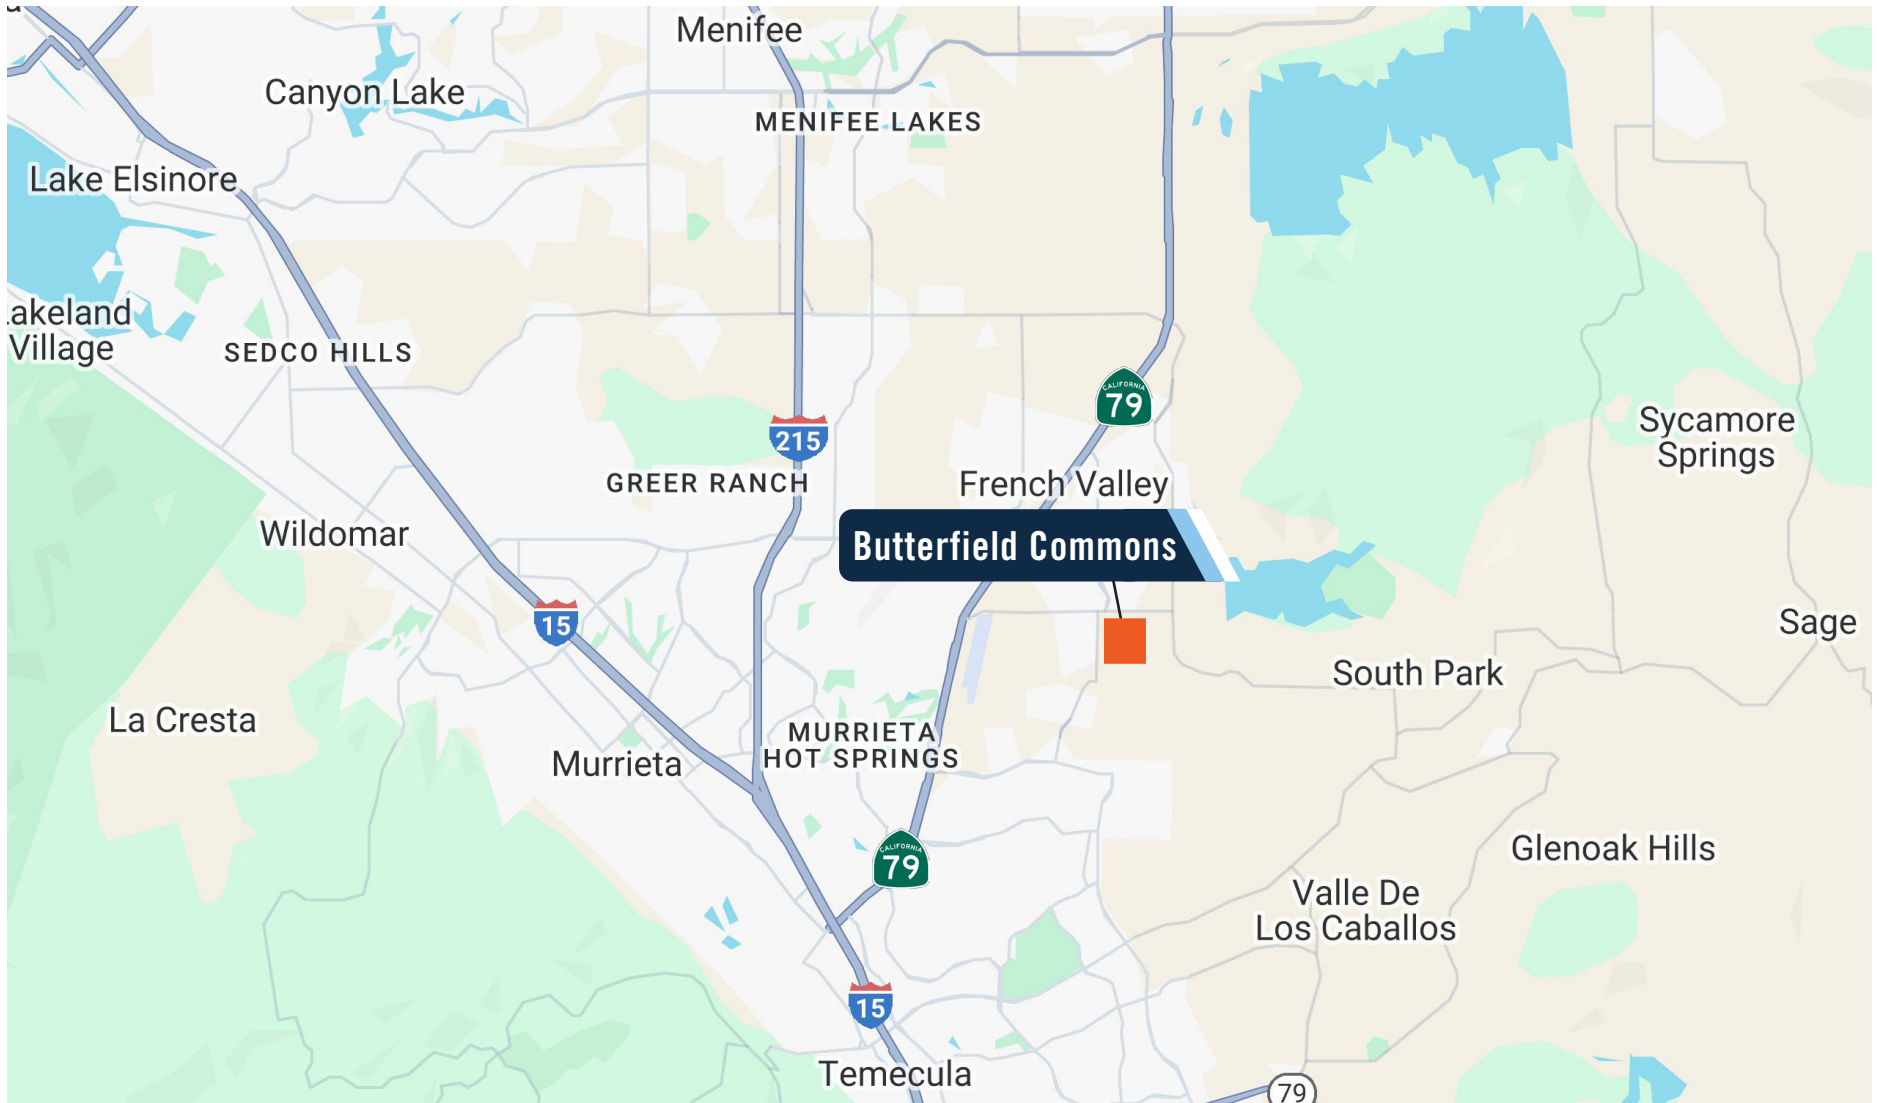 Menifee
Canyon Lake
MENIFEE LAKES
Lake Elsinore
akeland
Village
SEDCO HILLS
CALIFORNIA
79
Sycamore
Springs
215
GREER RANCH
French Valley
Wildomar
Butterfield Commons
15
Sage
South Park
La Cresta
MURRIETA
HOT SPRINGS
Murrieta
Glenoak Hills
CALIFORNIA
79
Valle De
Los Caballos
15
Temecula
79